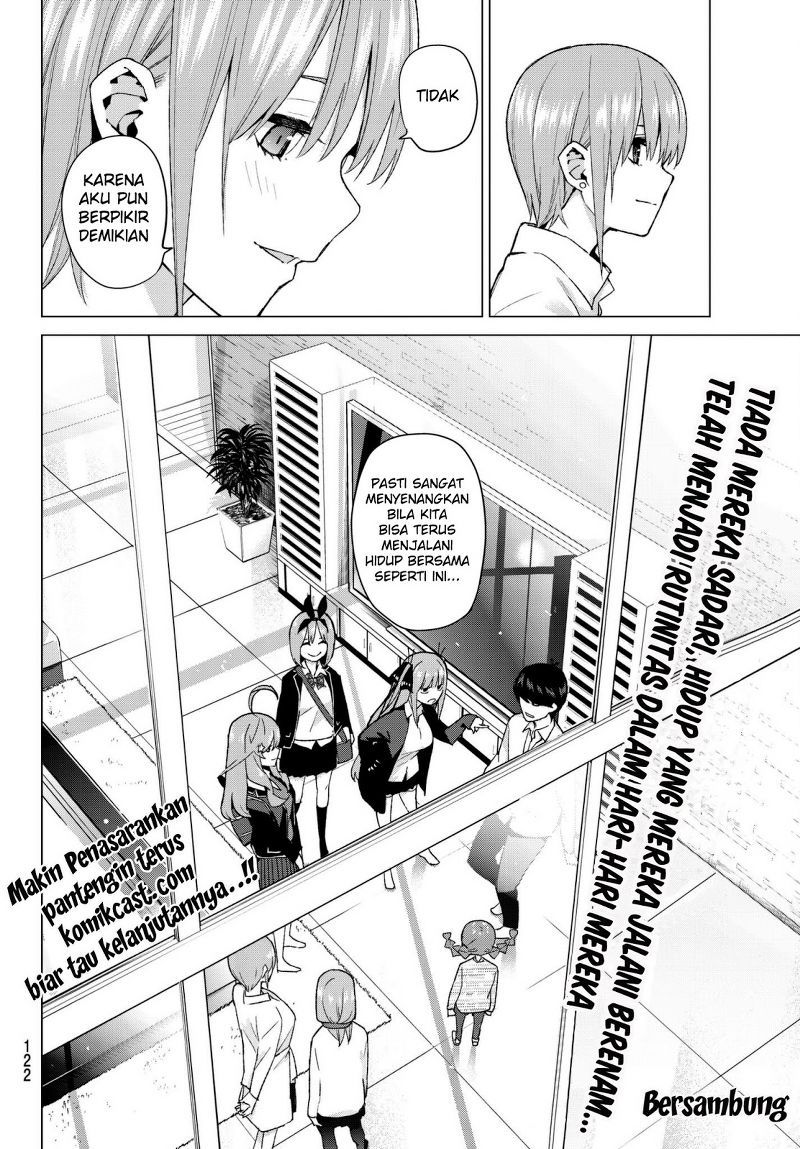 TIDAK
KARENA
AKU PUN
BERPIKIR
DEMIKIAN
PASTI SANGAT
MENYENANGKAN
BILA KITA
BISA TERUS
MENJALANI
HIDUP BERSAMA
SEPERTI INI...
TIADA MEREKA SADARI, HIDUP YANG MEREKA JALANI BERENAM...
TELAH MENJADI RUTINITAS DALAM HARI-HARI MEREKA
Makin Penasarankan
pantengin terus
komikcast.com
biar tau kelanjutannya..!!
Bersambung
122